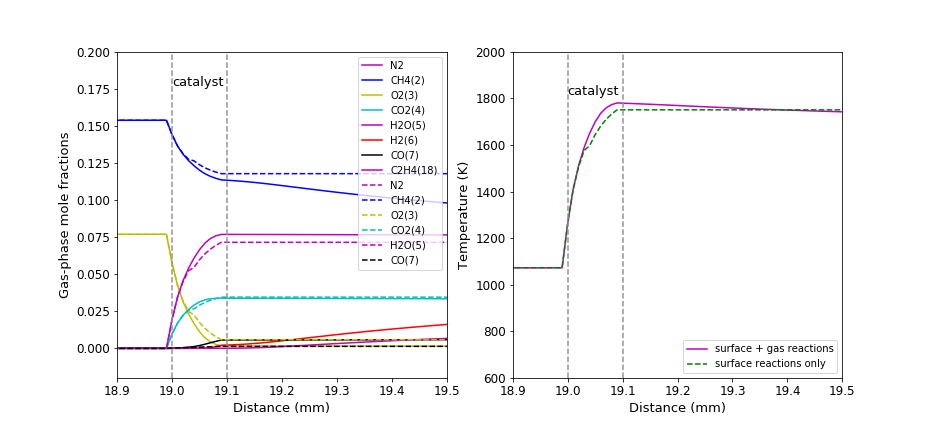 0.200
0.175
0.150
0.125
0.100
0.075
0.050
0.025
0.000
Gas-phase mole fractions
catalyst
N2
CH4(2)
O2(3)
CO2(4)
H2O(5)
H2(6)
CO(7)
C2H4(18)
N2
CH4(2)
O2(3)
CO2(4)
H2O(5)
CO(7)
18.9 19.0 19.1 19.2 19.3 19.4 19.5
Distance (mm)
2000
1800
1600
1400
1200
1000
800
600
Temperature (K)
catalyst
surface + gas reactions
surface reactions only
18.9 19.0 19.1 19.2 19.3 19.4 19.5
Distance (mm)